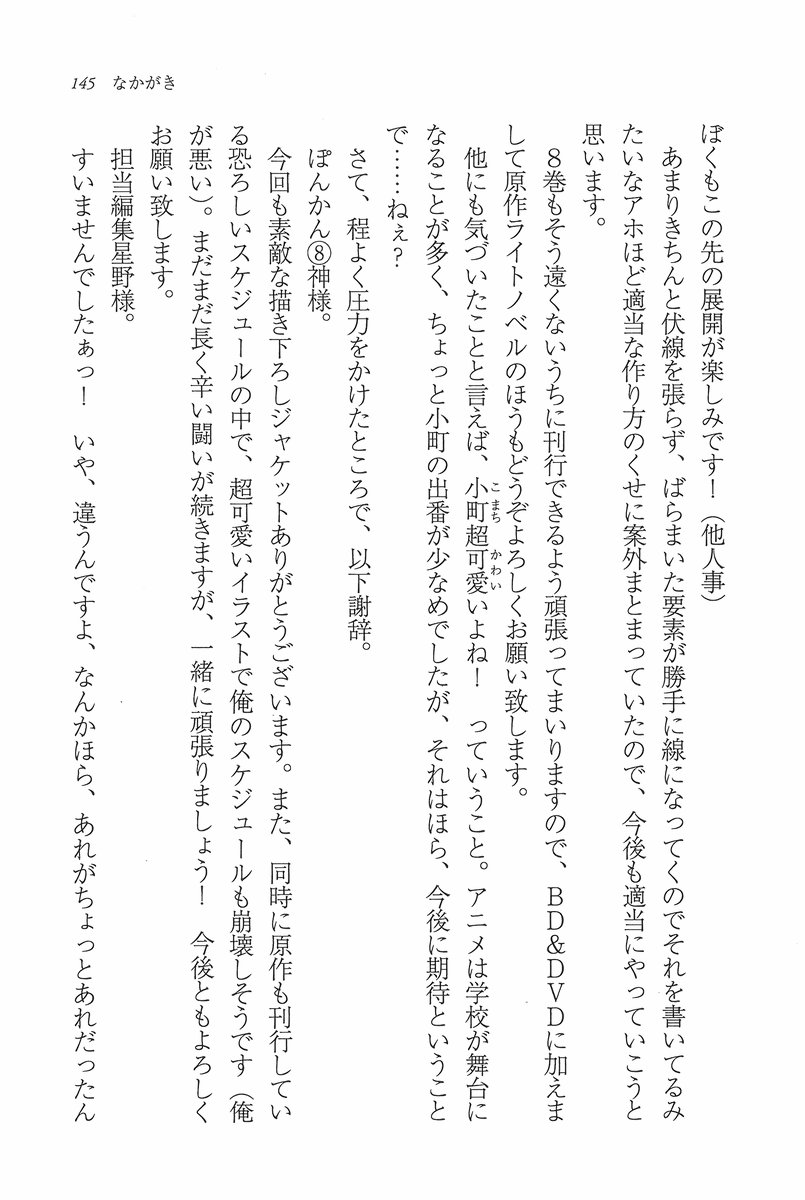 145 なかがき
ぼくもこの先の展開が楽しみです！（他人事）
あまりきちんと伏線を張らず、ばらまいた要素が勝手に線になってくのでそれを書いてるみ
たいなアホほど適当な作り方のくせに案外まとまっていたので、今後も適当にやっていこうと
思います。
８巻もそう遠くないうちに刊行できるよう頑張ってまいりますので、ＢＤ＆ＤＶＤに加えま
して原作ライトノベルのほうもどうぞよろしくお願い致します。
他にも気づいたことと言えば、小町超可愛いよね！　っていうこと。アニメは学校が舞台に
こまち かわい
なることが多く、ちょっと小町の出番が少なめでしたが、それはほら、今後に期待ということ
で……ねぇ？
さて、程よく圧力をかけたところで、以下謝辞。
ぽんかん⑧神様。
今回も素敵な描き下ろしジャケットありがとうございます。また、同時に原作も刊行してい
る恐ろしいスケジュールの中で、超可愛いイラストで俺のスケジュールも崩壊しそうです（俺
が悪い）。まだまだ長く辛い闘いが続きますが、一緒に頑張りましょう！　今後ともよろしく
お願い致します。
担当編集星野様。
すいませんでしたぁっ！　いや、違うんですよ、なんかほら、あれがちょっとあれだったん